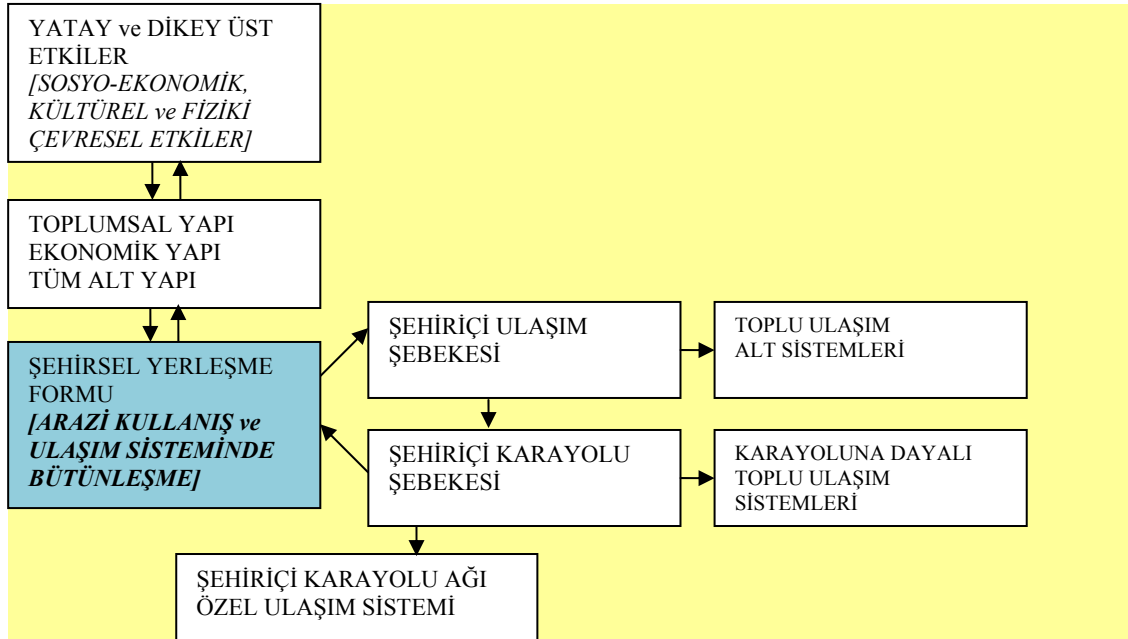 YATAY ve DİKEY ÜST
ETKİLER
[SOSYO-EKONOMİK,
KÜLTÜREL ve FİZİKİ
ÇEVRESEL ETKİLER]
TOPLUMSAL YAPI
EKONOMİK YAPI
TÜM ALT YAPI
ŞEHİRSEL YERLEŞME
FORMU
[ARAZİ KULLANIŞ ve
ULAŞIM SİSTEMİNDE
BÜTÜNLEŞME]
ŞEHİRİÇİ ULAŞIM
ŞEBEKESİ
TOPLU ULAŞIM
ALT SİSTEMLERİ
ŞEHİRİÇİ KARAYOLU
ŞEBEKESİ
KARAYOLUNA DAYALI
TOPLU ULAŞIM
SİSTEMLERİ
ŞEHİRİÇİ KARAYOLU AĞI
ÖZEL ULAŞIM SİSTEMİ